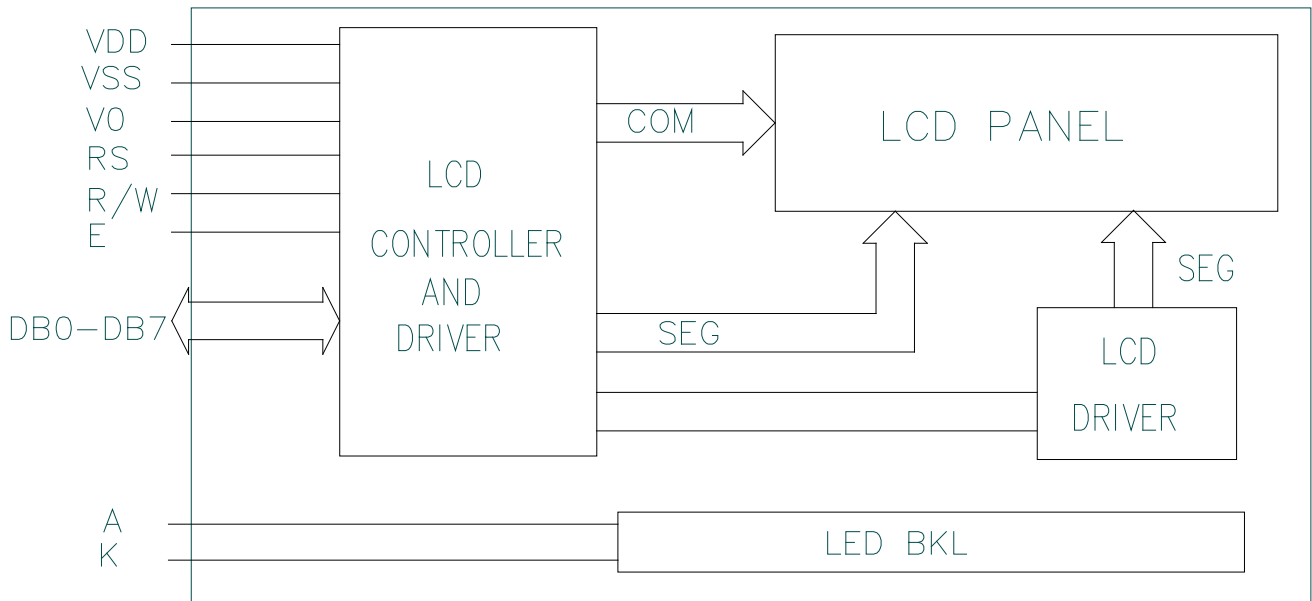 VDD
VSS
V0
RS
R/W
E
DB0-DB7
A
K
LCD
CONTROLLER
AND
DRIVER
COM
SEG
LCD PANEL
SEG
LCD
DRIVER
LED BKL